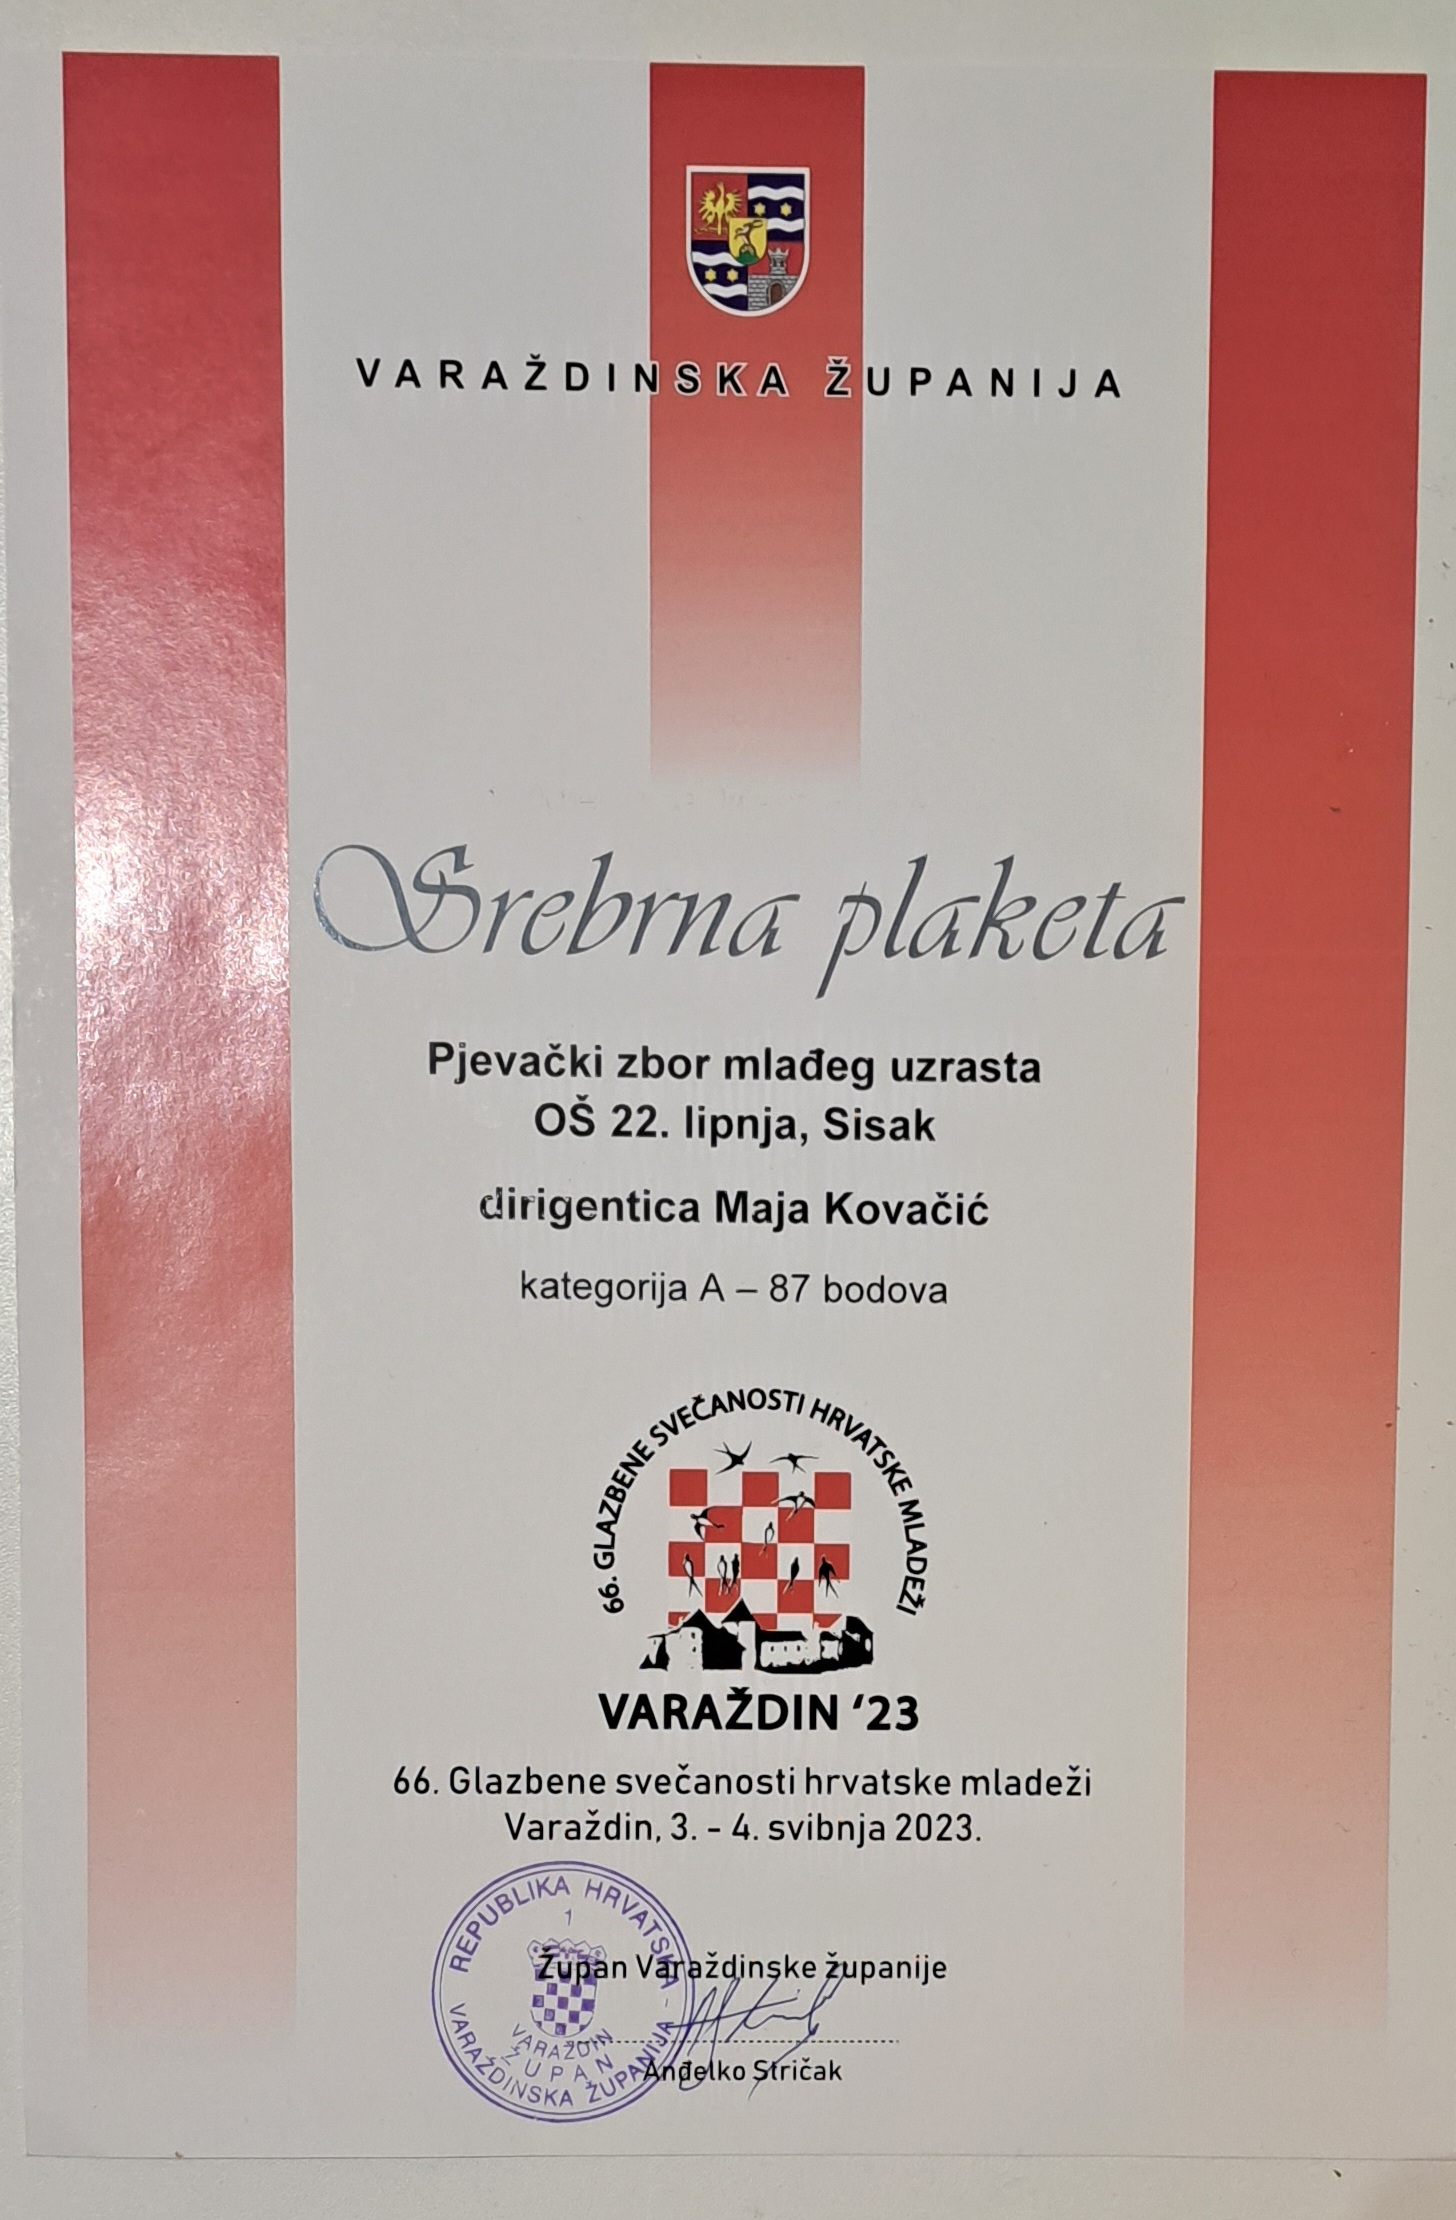 VARAŽDINSKA ŽUPANIJA
Srebrna plaketa
Pjevački zbor mlađeg uzrasta
OŠ 22. lipnja, Sisak
dirigentica Maja Kovačić
kategorija A – 87 bodova
66. GLAZBENE SVEČANOSTI HRVATSKE MLADEŽI
VARAŽDIN ‘23
66. Glazbene svečanosti hrvatske mladeži
Varaždin, 3. - 4. svibnja 2023.
REPUBLIKA HRVATSKA -
VARAŽDINSKA ŽUPANIJA
1
VARAŽDIN
ŽUPAN
Župan Varaždinske županije
Anđelko Stričak